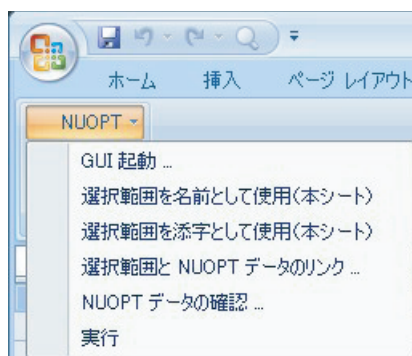 ホーム 挿入 ページ レイアウト
NUOPT
GUI 起動 ...
選択範囲を名前として使用(本シート)
選択範囲を添字として使用(本シート)
選択範囲と NUOPT データのリンク ...
NUOPT データの確認 ...
実行